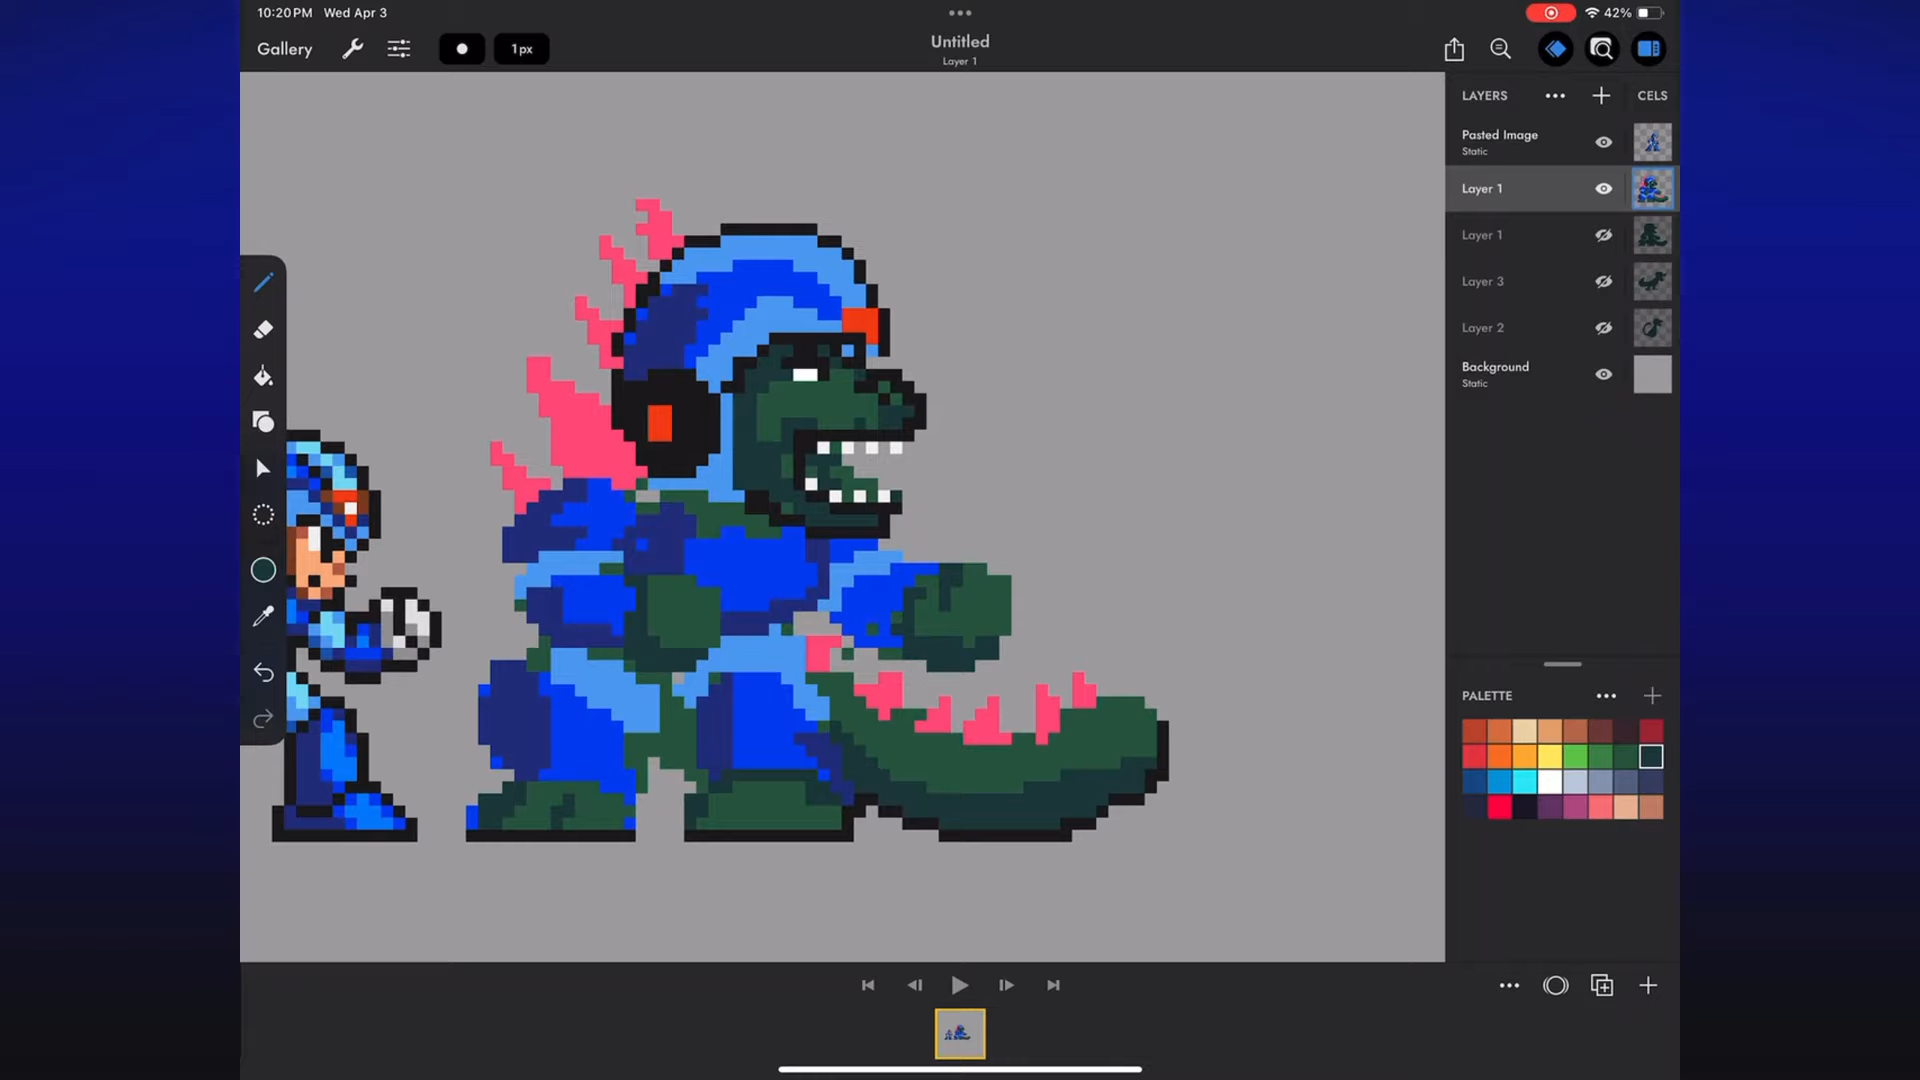 10:20 PM Wed Apr 3
42%
Gallery
1px
Untitled
Layer 1
LAYERS
CELS
Pasted Image
Static
Layer 1
Layer 1
Layer 3
Layer 2
Background
Static
PALETTE